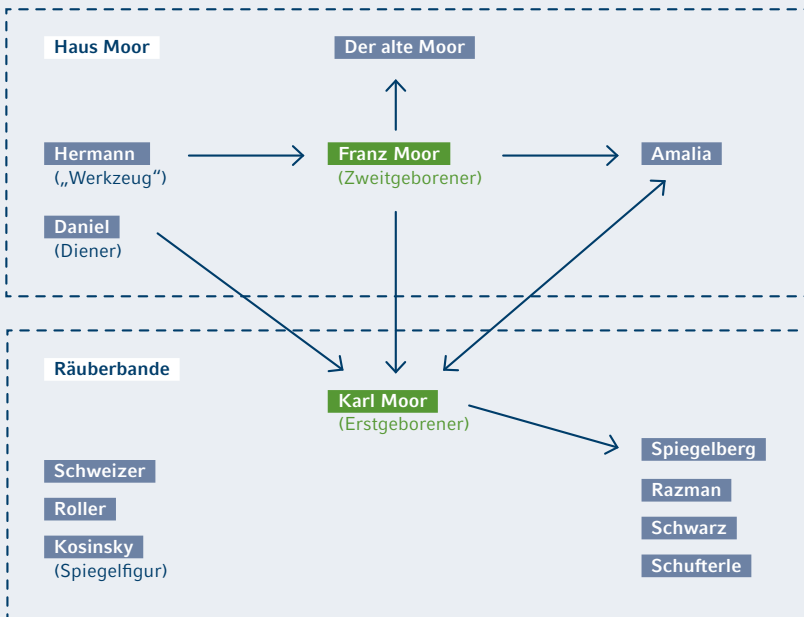 Haus Moor
Der alte Moor
Hermann
(„Werkzeug“)
Franz Moor
(Zweitgeborener)
Amalia
Daniel
(Diener)
Räuberbande
Karl Moor
(Erstgeborener)
Schweizer
Roller
Kosinsky
(Spiegelfigur)
Spiegelberg
Razman
Schwarz
Schufterle